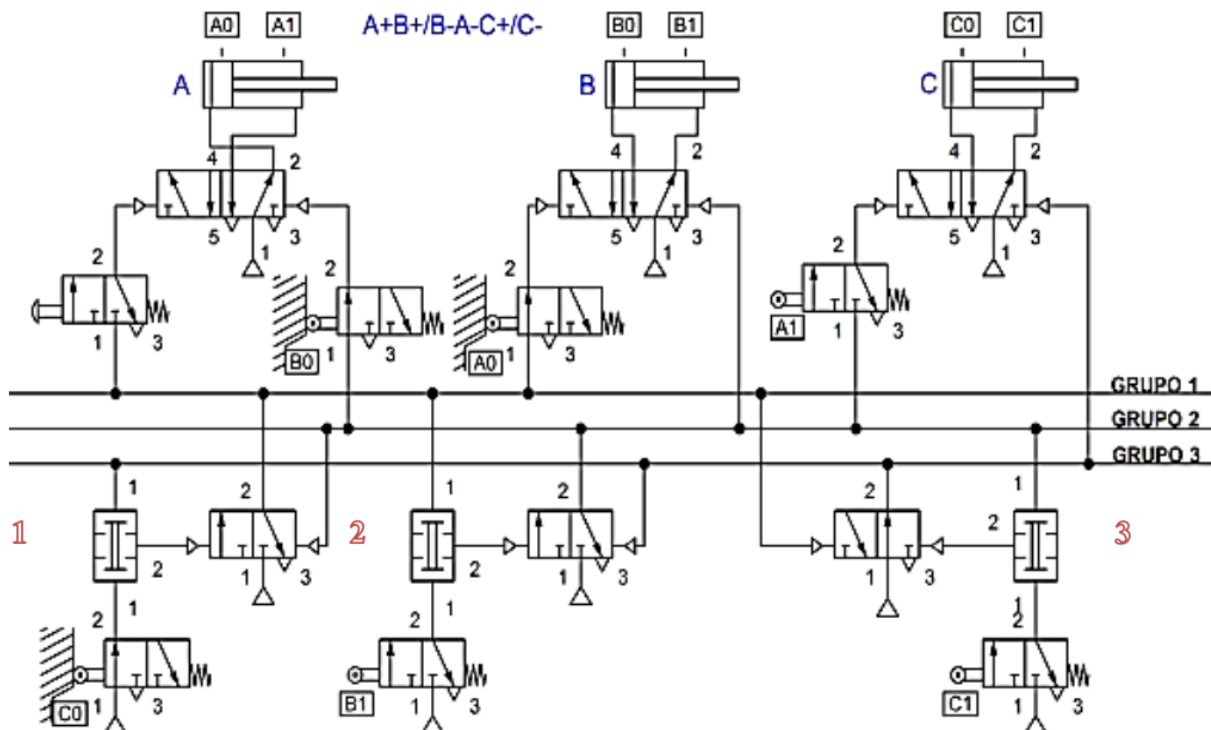 A0 A1 A+B+/B-A-C+/C- B0 B1 C0 C1
A B C
4 2 4 2 4 2
5 3 5 3 5 3
1 1 1
2 2 2 2
A1
1 3 B0 1 3 A0 1 3 1 3
GRUPO 1
GRUPO 2
GRUPO 3
1 2 1 2 2 1
1 2 2 3
2 1 3 2 1 3 1 3
1 1 1
2 2 2
C0 1 3 B1 1 3 C1 1 3